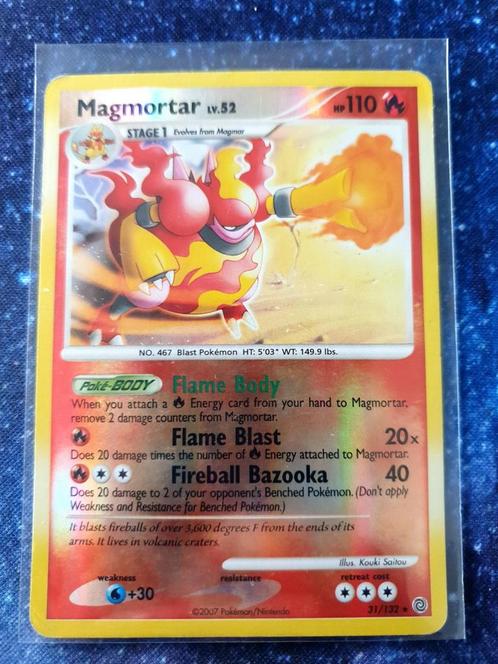 Magmortar LV.52 HP 110
STAGE 1 Evolves from Magmar
NO. 467 Blast Pokémon HT: 5'03" WT: 149.9 lbs.
Poké-BODY Flame Body
When you attach a Energy card from your hand to Magmortar,
remove 2 damage counters from Magmortar.
Flame Blast 20x
Does 20 damage times the number of Energy attached to Magmortar.
Fireball Bazooka 40
Does 20 damage to 2 of your opponent's Benched Pokémon. (Don't apply
Weakness and Resistance for Benched Pokémon.)
It blasts fireballs of over 3,600 degrees F from the ends of its
arms. It lives in volcanic craters.
Illus. Kouki Saitou
weakness resistance retreat cost
+30
©2007 Pokémon/Nintendo 31/132 ★